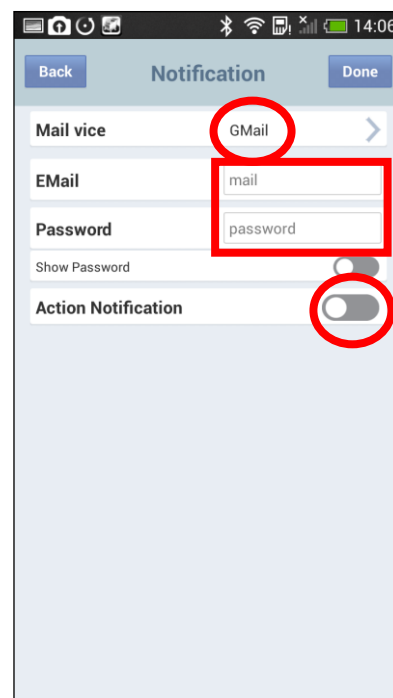 14:06
Back Notification Done
Mail vice GMail
EMail mail
Password password
Show Password
Action Notification